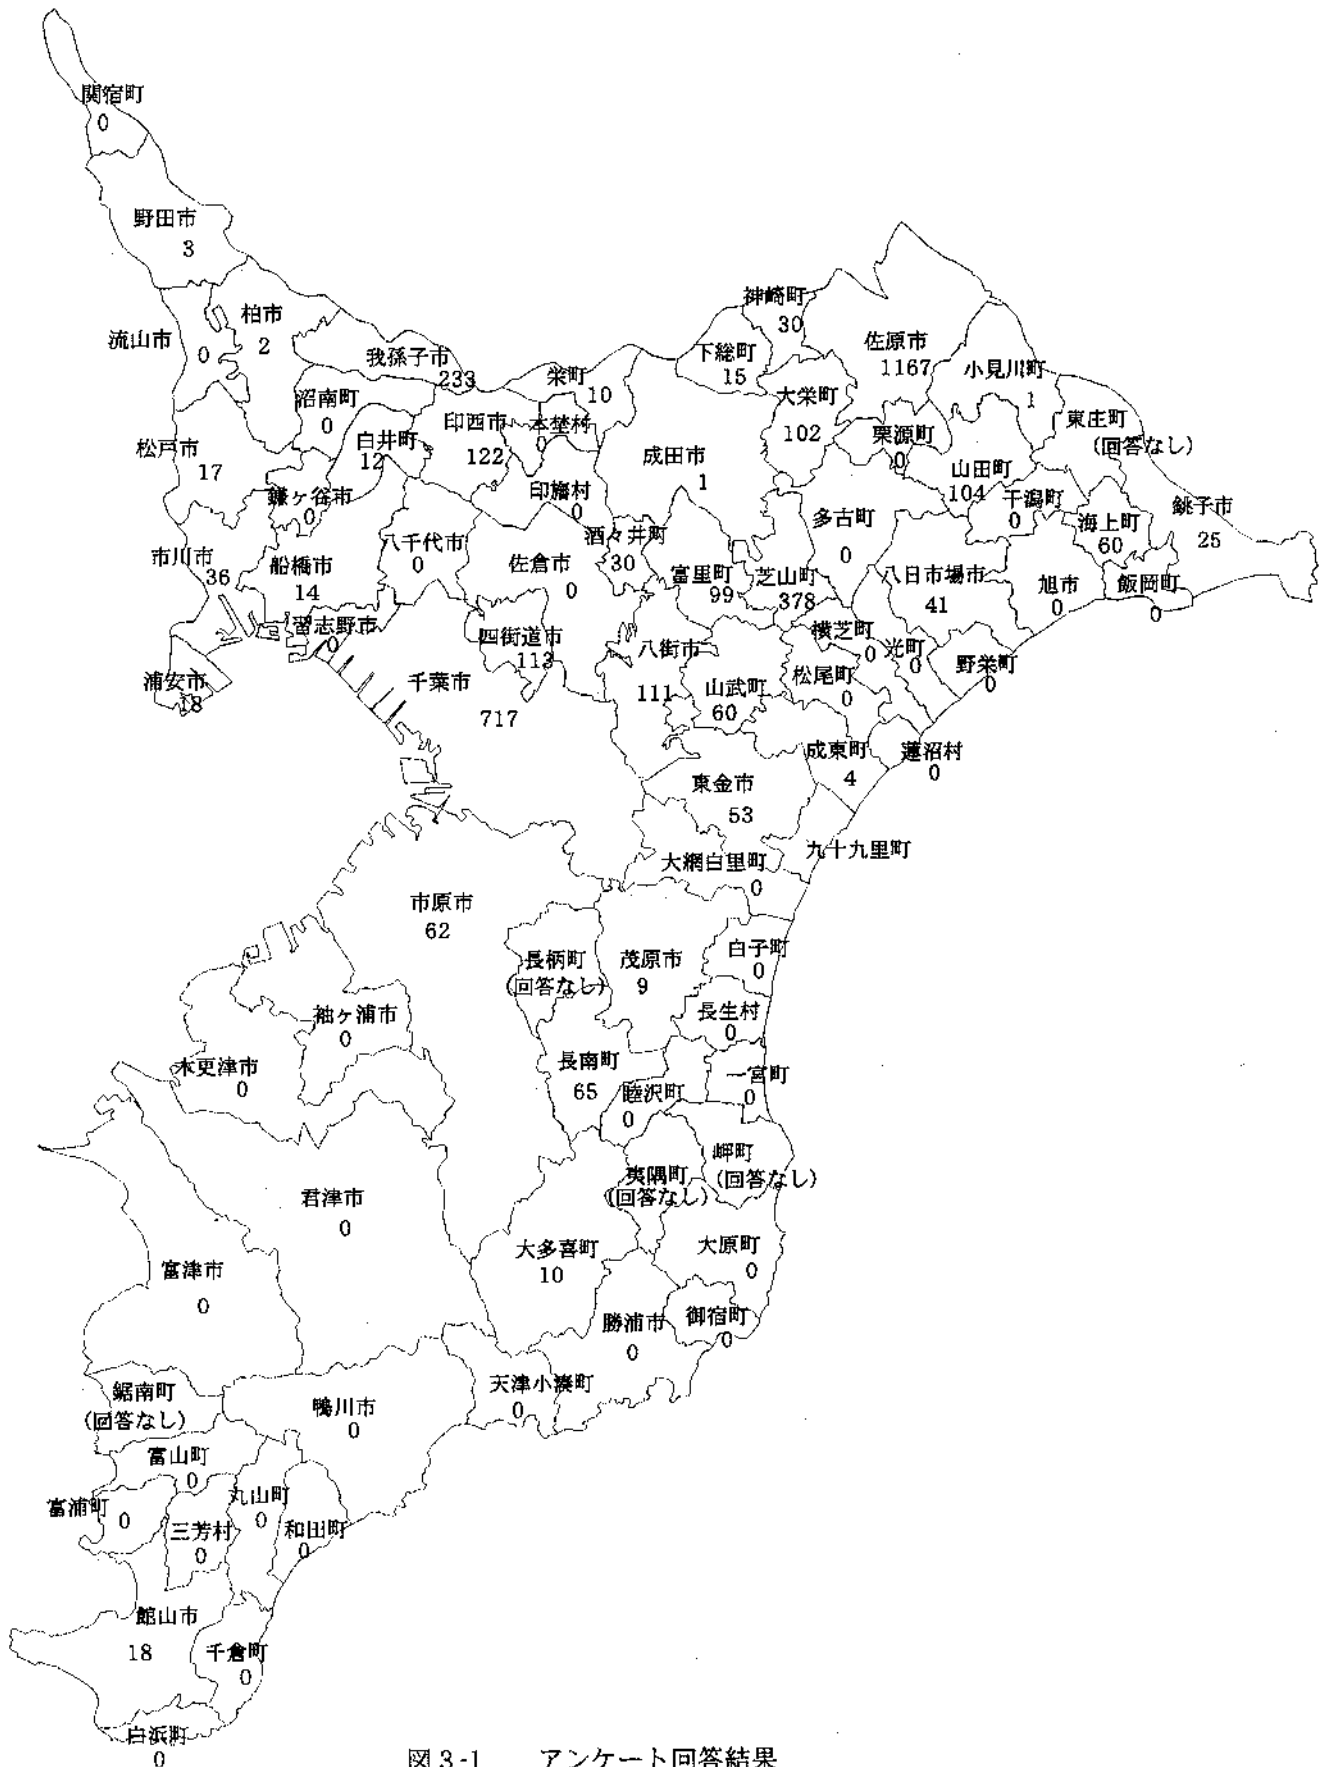 関宿町
0
野田市
3
柏市
2
流山市
0
我孫子市
233
沼南町
0
白井町
12
印西市
122
栄町
10
本埜村
0
印旛村
0
松戸市
17
鎌ヶ谷市
0
市川市
36
船橋市
14
八千代市
0
習志野市
0
浦安市
18
佐倉市
0
四街道市
113
千葉市
717
成田市
1
下総町
15
神崎町
30
大栄町
102
佐原市
1167
小見川町
1
栗源町
0
山田町
104
東庄町
(回答なし)
干潟町
0
海上町
60
銚子市
25
飯岡町
0
旭市
0
八日市場市
41
多古町
0
酒々井町
30
富里町
99
芝山町
378
横芝町
0
光町
0
野栄町
0
八街市
111
山武町
60
松尾町
0
成東町
4
蓮沼村
0
東金市
53
九十九里町
大網白里町
0
市原市
62
長柄町
(回答なし)
茂原市
9
白子町
0
長生村
0
袖ヶ浦市
0
木更津市
0
長南町
65
睦沢町
0
一宮町
0
岬町
(回答なし)
夷隅町
(回答なし)
君津市
0
大多喜町
10
大原町
0
富津市
0
勝浦市
0
御宿町
0
天津小湊町
0
鋸南町
(回答なし)
鴨川市
0
富山町
0
富浦町
0
三芳村
0
丸山町
0
和田町
0
館山市
18
千倉町
0
白浜町
0
図3-1 アンケート回答結果